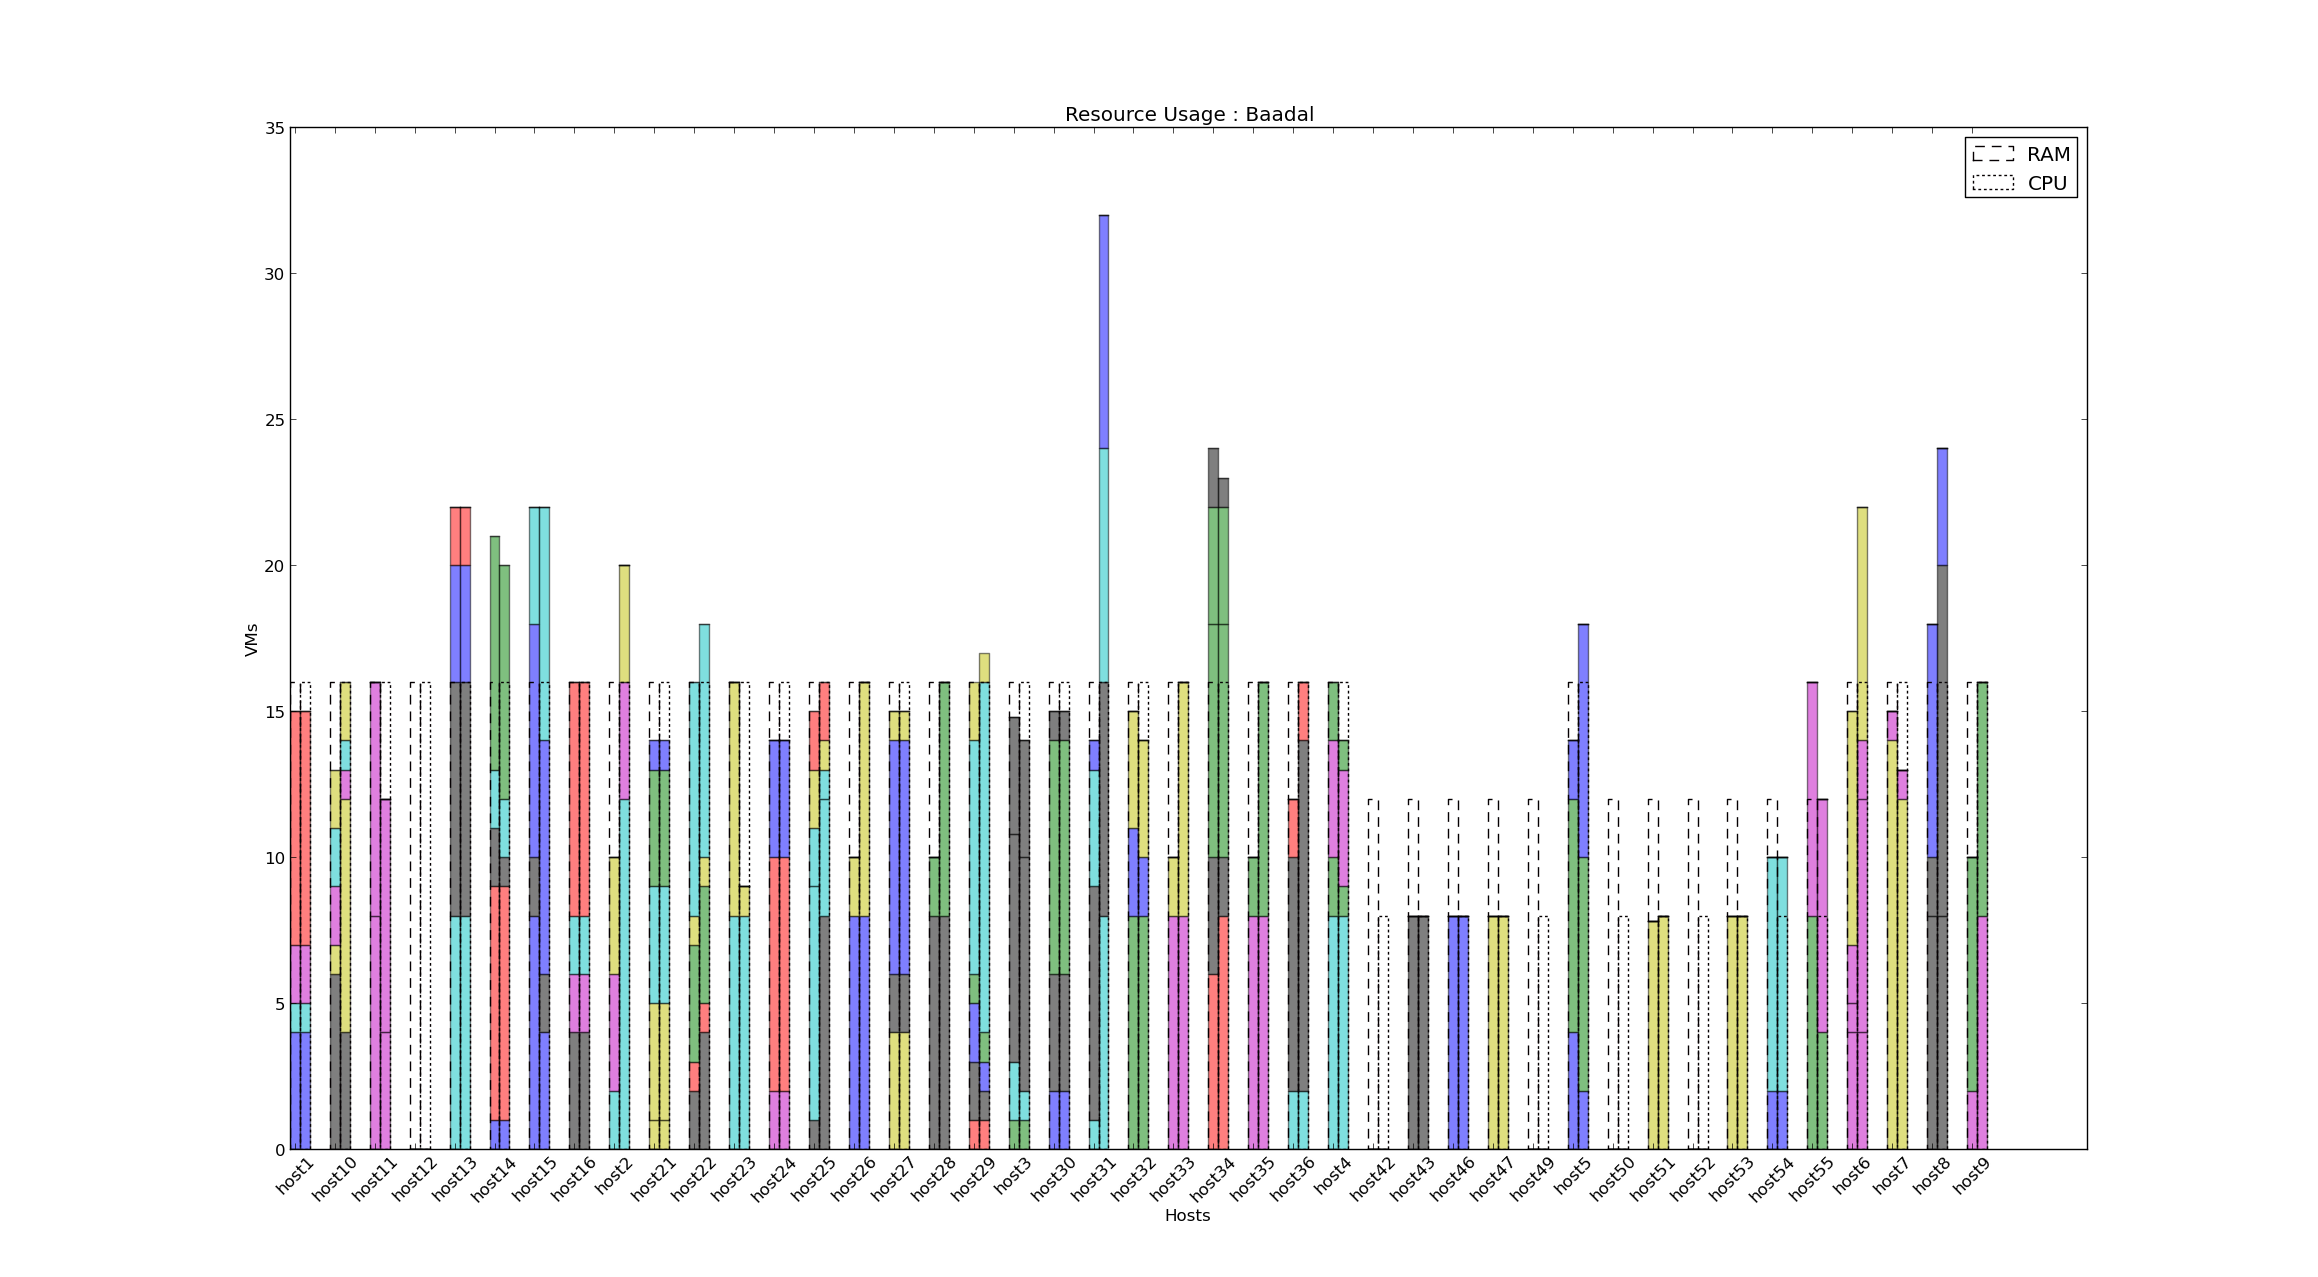 Resource Usage : Baadal
RAM
CPU
35
30
25
20
15
10
5
0
VMs
host1 host10 host11 host12 host13 host14 host15 host16 host2 host21 host22 host23 host24 host25 host26 host27 host28 host29 host3 host30 host31 host32 host33 host34 host35 host36 host4 host42 host43 host46 host47 host49 host5 host50 host51 host52 host53 host54 host55 host6 host7 host8 host9
Hosts